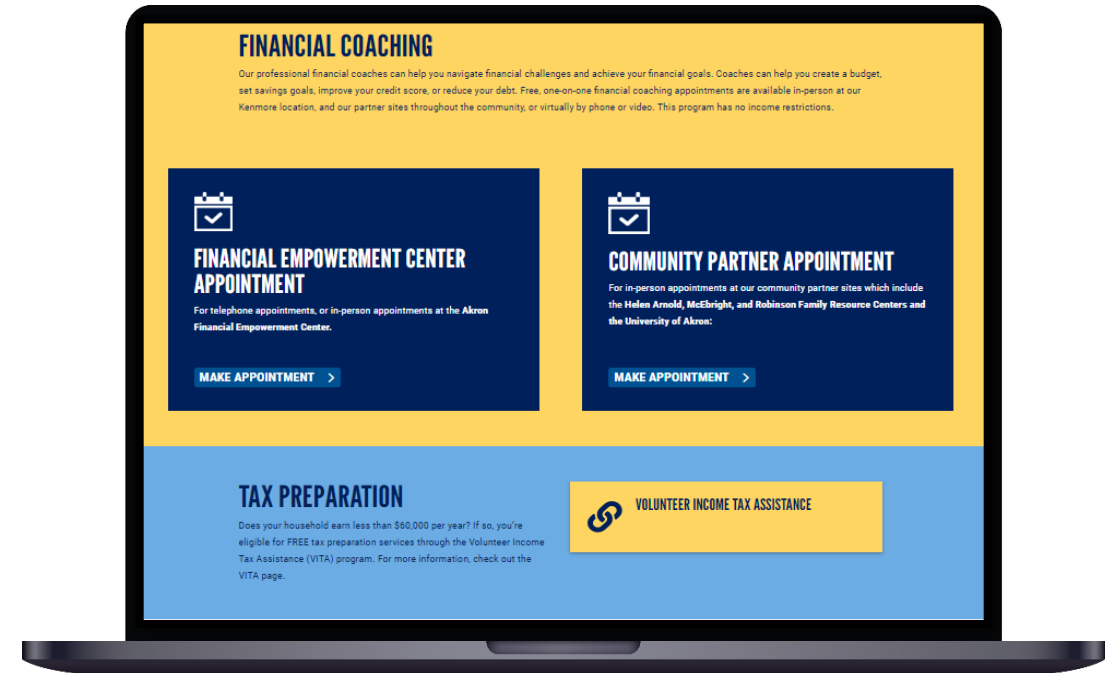 FINANCIAL COACHING
Our professional financial coaches can help you navigate financial challenges and achieve your financial goals. Coaches can help you create a budget,
set savings goals, improve your credit score, or reduce your debt. Free, one-on-one financial coaching appointments are available in-person at our
Kenmore location, and our partner sites throughout the community, or virtually by phone or video. This program has no income restrictions.
FINANCIAL EMPOWERMENT CENTER
APPOINTMENT
For telephone appointments, or in-person appointments at the Akron
Financial Empowerment Center.
MAKE APPOINTMENT
COMMUNITY PARTNER APPOINTMENT
For in-person appointments at our community partner sites which include
the Helen Arnold, McEbright, and Robinson Family Resource Centers and
the University of Akron:
MAKE APPOINTMENT
TAX PREPARATION
Does your household earn less than $60,000 per year? If so, you're
eligible for FREE tax preparation services through the Volunteer Income
Tax Assistance (VITA) program. For more information, check out the
VITA page.
VOLUNTEER INCOME TAX ASSISTANCE